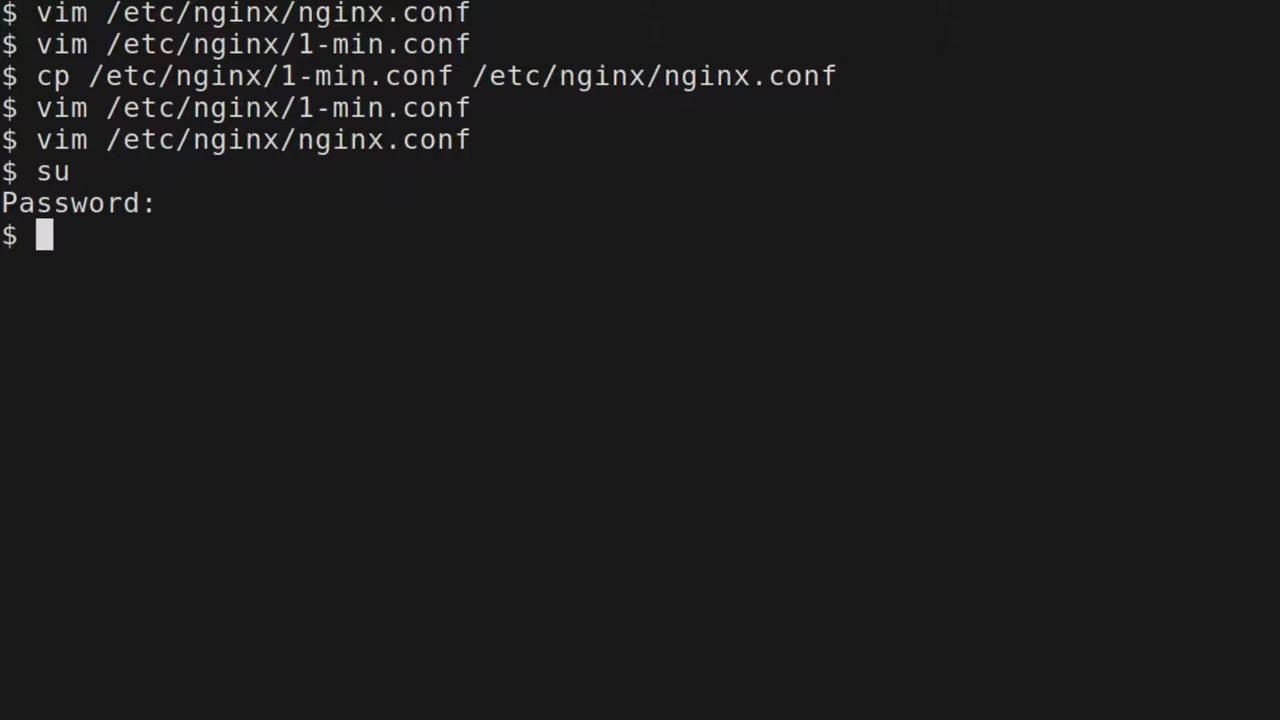 $ vim /etc/nginx/nginx.conf
$ vim /etc/nginx/1-min.conf
$ cp /etc/nginx/1-min.conf /etc/nginx/nginx.conf
$ vim /etc/nginx/1-min.conf
$ vim /etc/nginx/nginx.conf
$ su
Password:
$